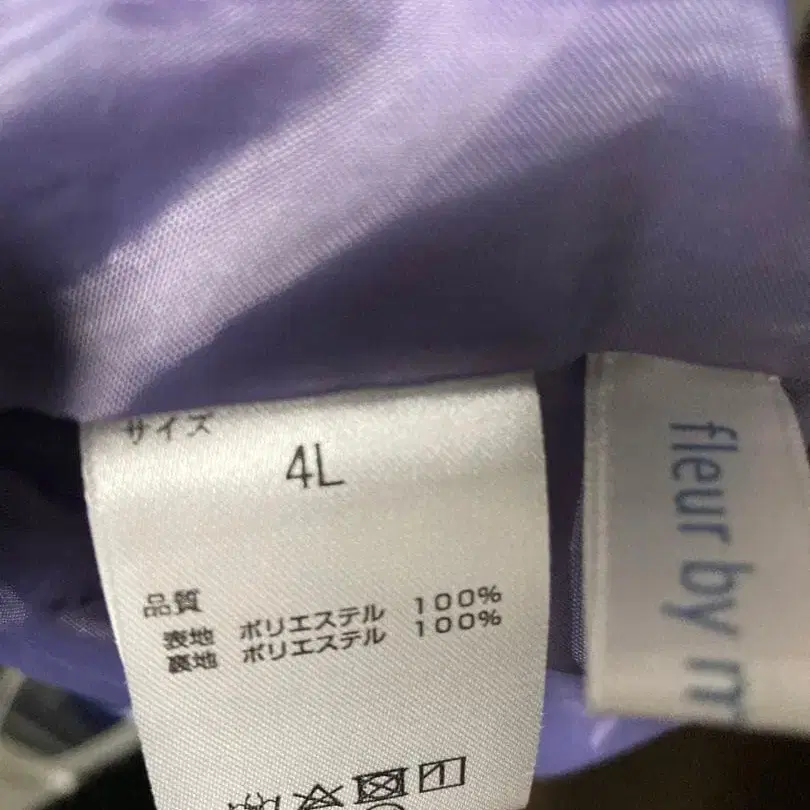 サイズ
4L
品質
表地 ポリエステル 100%
裏地 ポリエステル 100%
fleur by